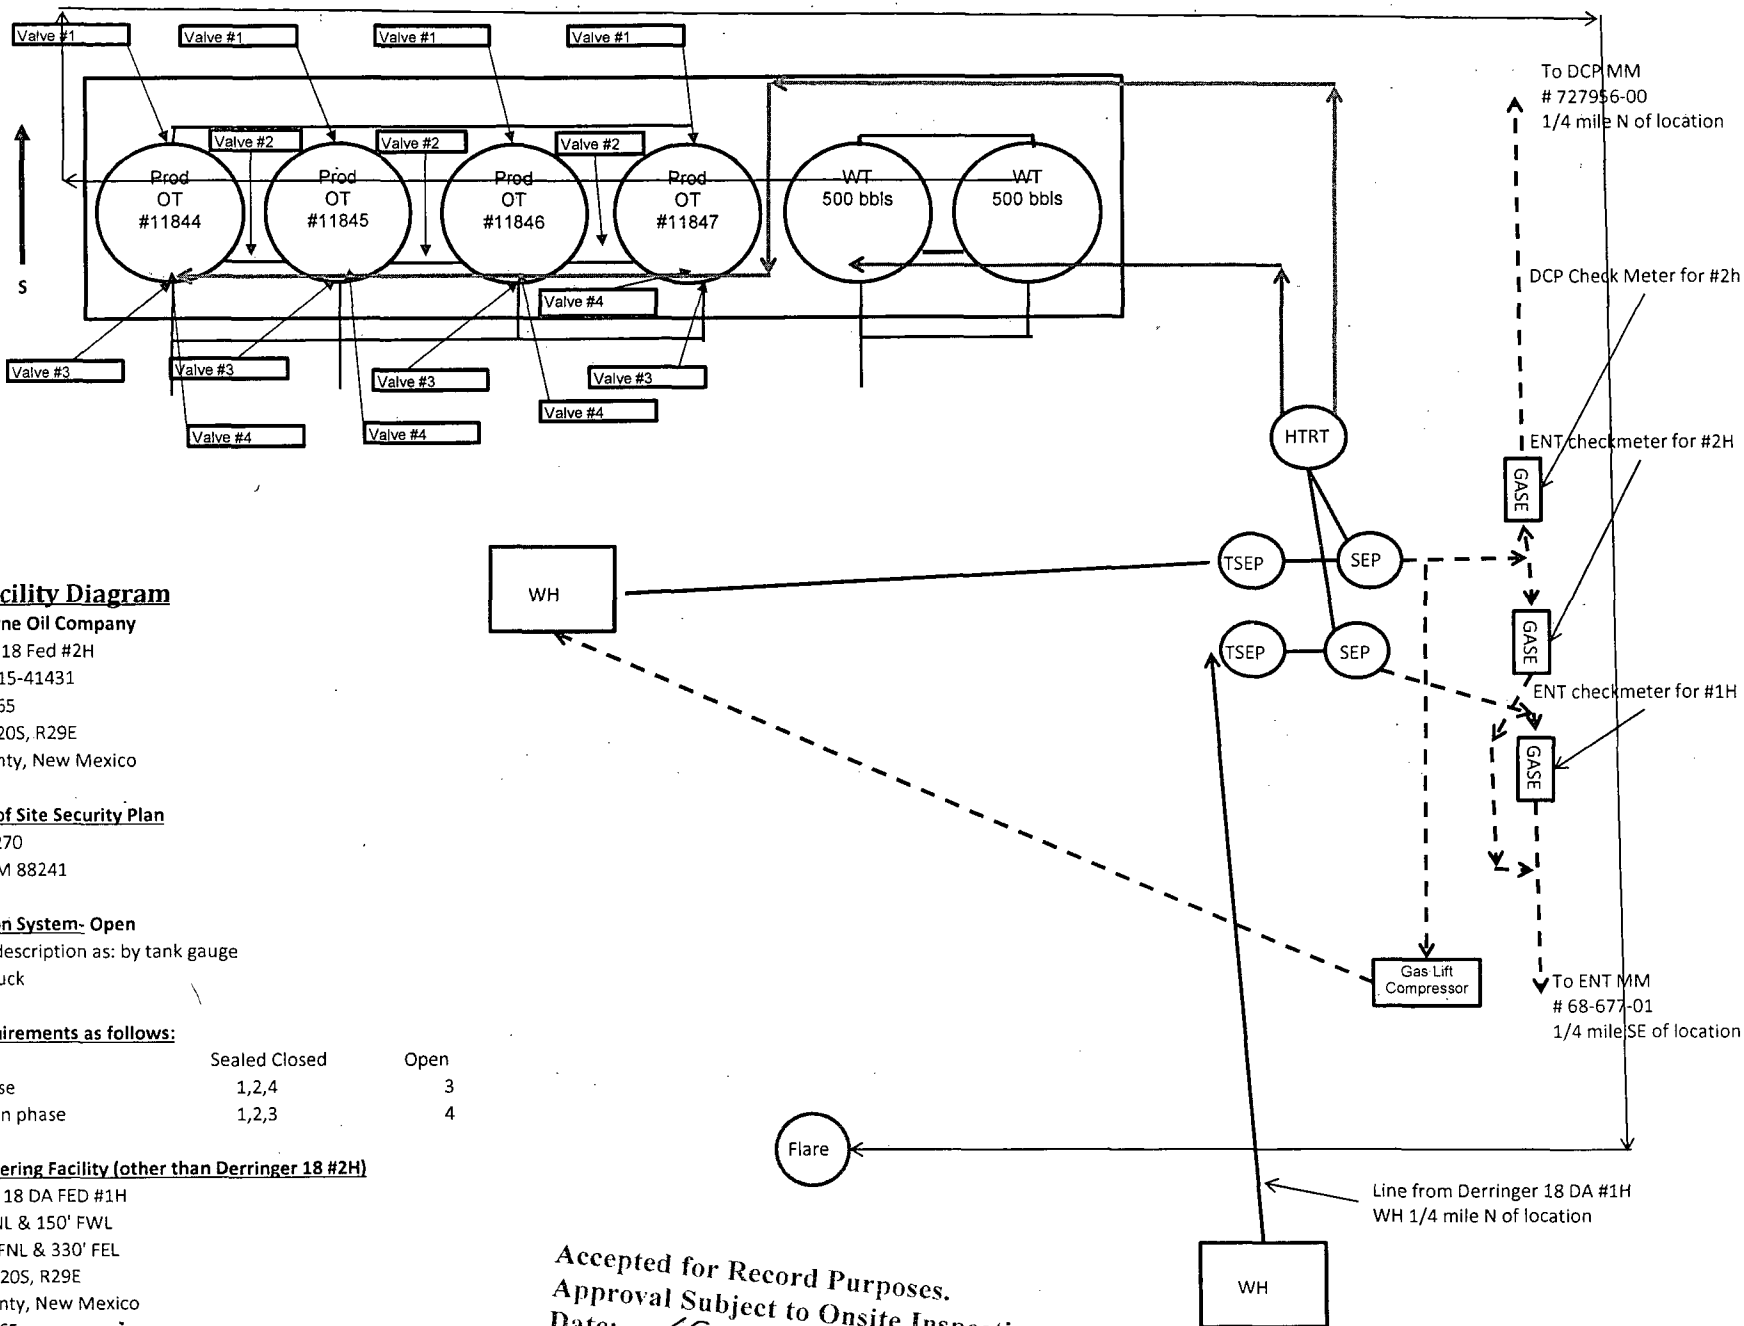 Valve #1
Valve #1
Valve #1
Valve #1
Valve #2
Valve #2
Valve #2
Prod
OT
#11844
Prod
OT
#11845
Prod
OT
#11846
Prod
OT
#11847
WT
500 bbls
WT
500 bbls
S
Valve #4
Valve #3
Valve #3
Valve #3
Valve #3
Valve #4
Valve #4
Valve #4
To DCP MM
# 727956-00
1/4 mile N of location
DCP Check Meter for #2h
HTRT
ENT checkmeter for #2H
GASE
WH
TSEP
SEP
TSEP
SEP
GASE
ENT checkmeter for #1H
GASE
Gas Lift
Compressor
To ENT MM
# 68-677-01
1/4 mile SE of location
cility Diagram
ne Oil Company
18 Fed #2H
15-41431
65
20S, R29E
nty, New Mexico
of Site Security Plan
270
M 88241
on System- Open
description as: by tank gauge
uck
uirements as follows:
Sealed Closed Open
se 1,2,4 3
n phase 1,2,3 4
ering Facility (other than Derringer 18 #2H)
18 DA FED #1H
NL & 150' FWL
FNL & 330' FEL
20S, R29E
nty, New Mexico
Flare
Line from Derringer 18 DA #1H
WH 1/4 mile N of location
WH
Accepted for Record Purposes.
Approval Subject to Onsite Inspecti
Date: